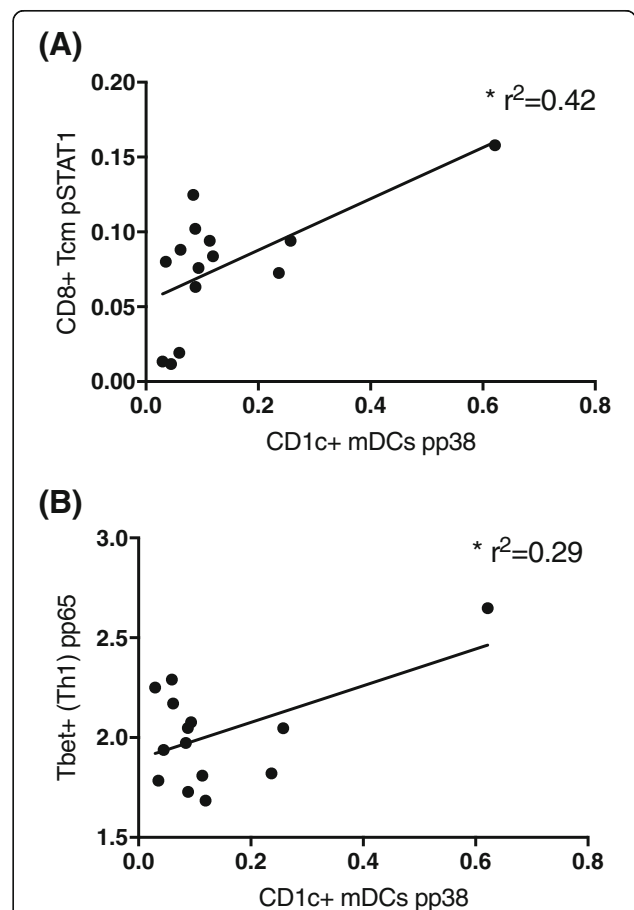 (A)
* r²=0.42
CD8+ Tcm pSTAT1
0.20
0.15
0.10
0.05
0.00
0.0 0.2 0.4 0.6 0.8
CD1c+ mDCs pp38
(B)
* r²=0.29
Tbet+ (Th1) pp65
3.0
2.5
2.0
1.5
0.0 0.2 0.4 0.6 0.8
CD1c+ mDCs pp38